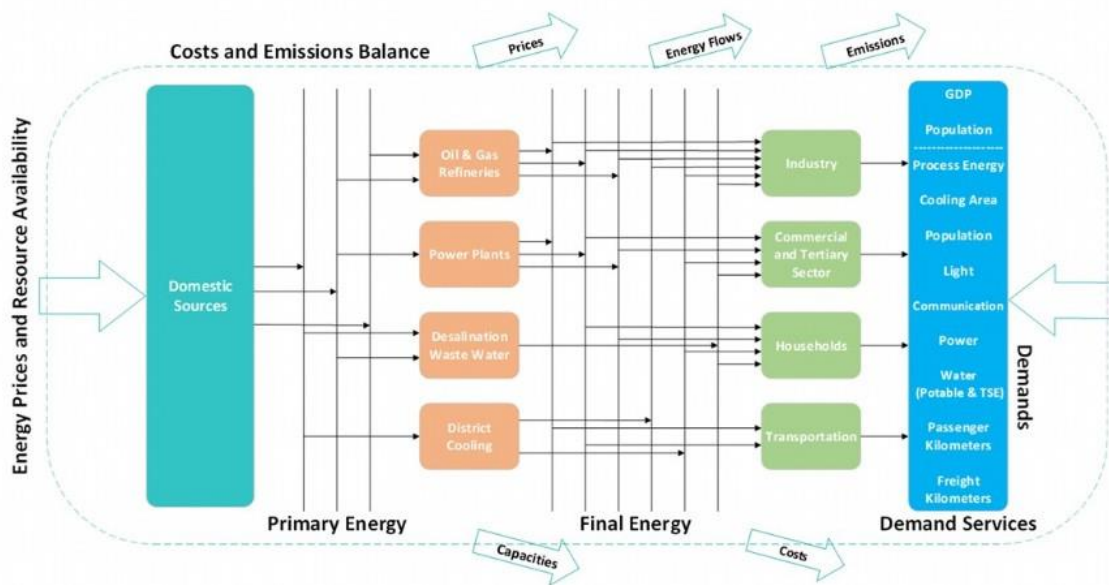 Costs and Emissions Balance
Prices
Energy Flows
Emissions
Energy Prices and Resource Availability
Domestic
Sources
Oil & Gas
Refineries
Power Plants
Desalination
Waste Water
District
Cooling
Industry
Commercial
and Tertiary
Sector
Households
Transportation
GDP
Population
Process Energy
Cooling Area
Population
Light
Communication
Power
Water
(Potable & TSE)
Passenger
Kilometers
Freight
Kilometers
Demands
Primary Energy
Final Energy
Demand Services
Capacities
Costs